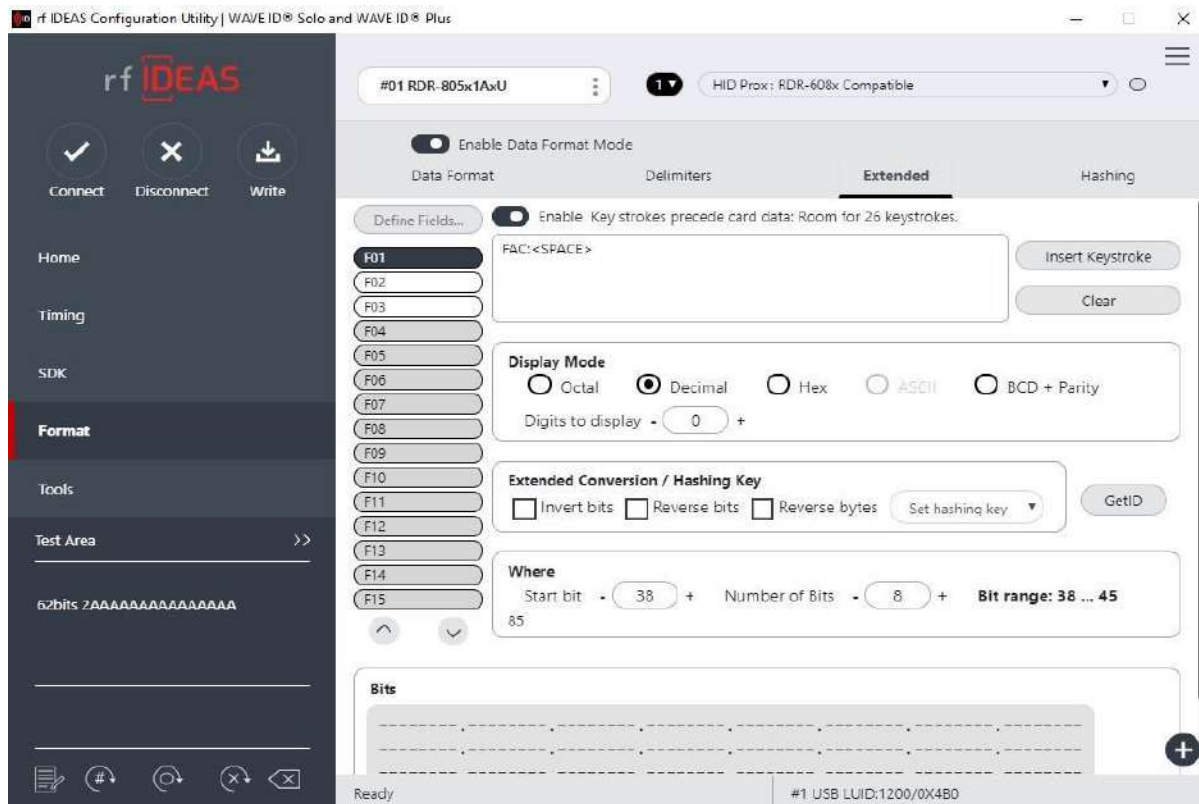 rf IDEAS Configuration Utility | WAVE ID® Solo and WAVE ID® Plus
rf IDEAS
Connect
Disconnect
Write
Home
Timing
SDK
Format
Tools
Test Area >>
62bits 2AAAAAAAAAAAAAAA
#01 RDR-805x1AxU
1
HID Prox: RDR-608x Compatible
Enable Data Format Mode
Data Format
Delimiters
Extended
Hashing
Define Fields...
Enable Key strokes precede card data: Room for 26 keystrokes.
F01
F02
F03
F04
F05
F06
F07
F08
F09
F10
F11
F12
F13
F14
F15
FAC:<SPACE>
Insert Keystroke
Clear
Display Mode
Octal
Decimal
Hex
ASCII
BCD + Parity
Digits to display - 0 +
Extended Conversion / Hashing Key
Invert bits
Reverse bits
Reverse bytes
Set hashing key
GetID
Where
Start bit - 38 + Number of Bits - 8 + Bit range: 38 ... 45
85
Bits
Ready
#1 USB LUID:1200/0X4B0